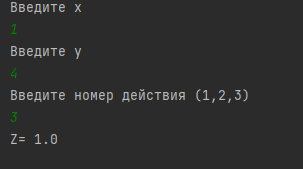 Введите x
1
Введите y
4
Введите номер действия (1,2,3)
3
Z= 1.0